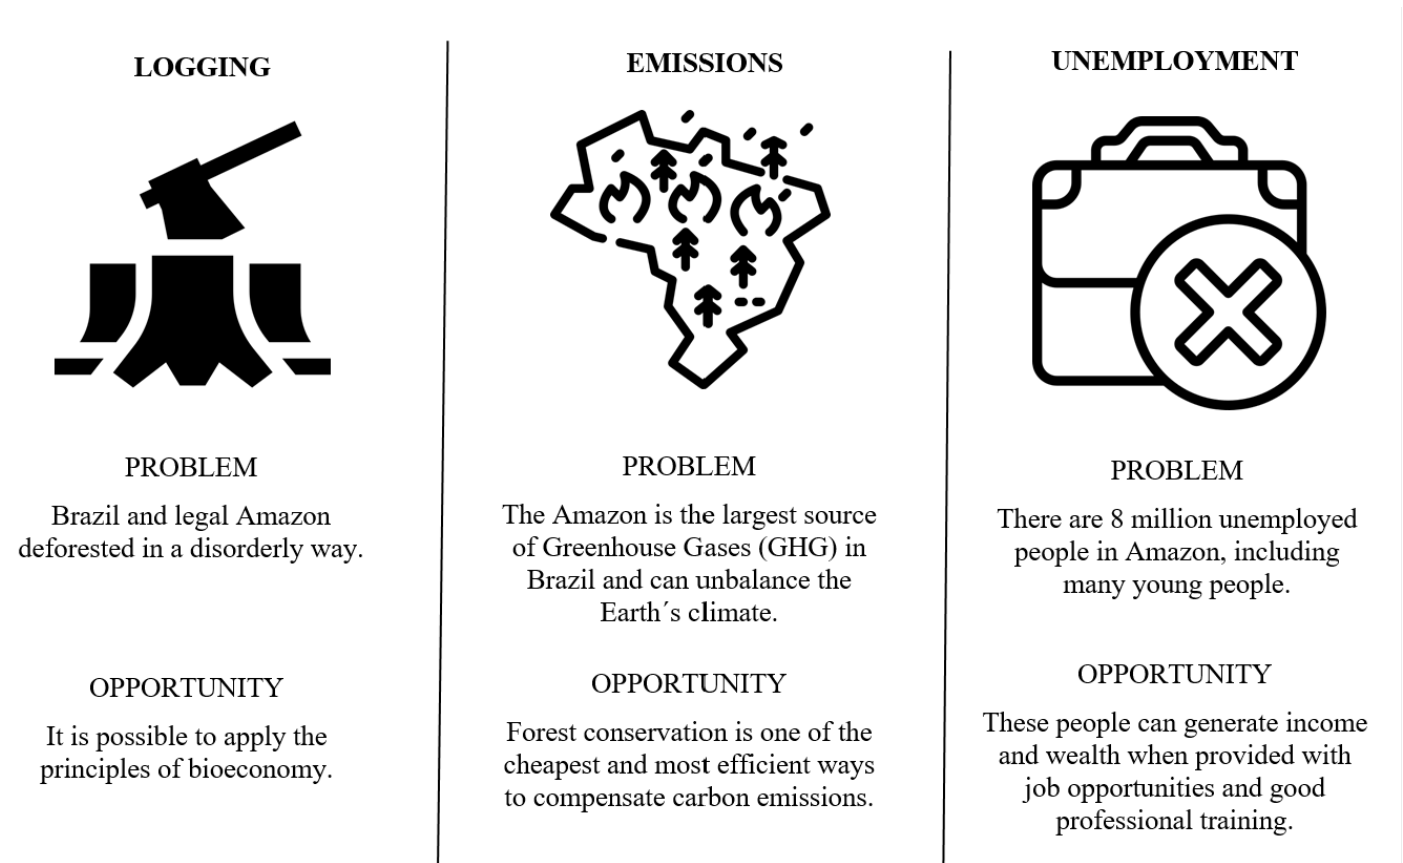 LOGGING
PROBLEM
Brazil and legal Amazon
deforested in a disorderly way.
OPPORTUNITY
It is possible to apply the
principles of bioeconomy.
EMISSIONS
PROBLEM
The Amazon is the largest source
of Greenhouse Gases (GHG) in
Brazil and can unbalance the
Earth´s climate.
OPPORTUNITY
Forest conservation is one of the
cheapest and most efficient ways
to compensate carbon emissions.
UNEMPLOYMENT
PROBLEM
There are 8 million unemployed
people in Amazon, including
many young people.
OPPORTUNITY
These people can generate income
and wealth when provided with
job opportunities and good
professional training.